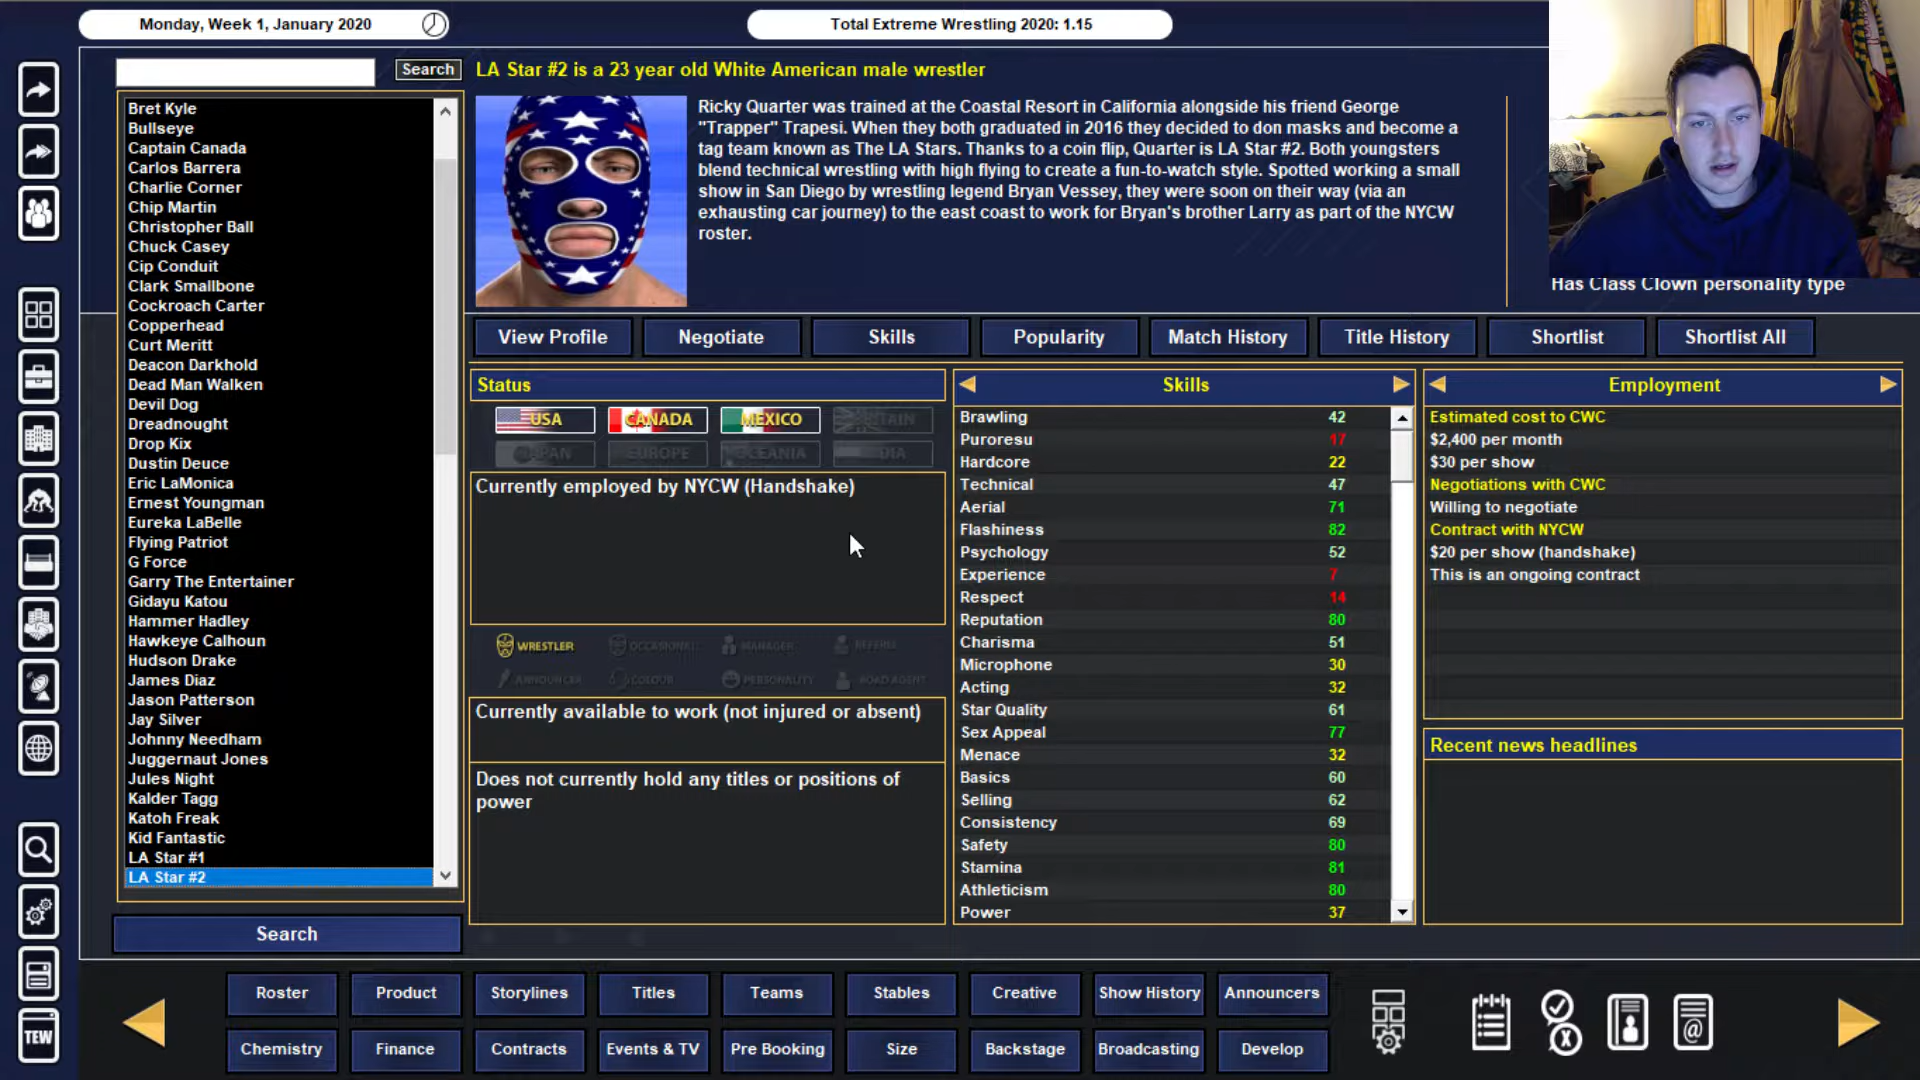 Monday, Week 1, January 2020
Total Extreme Wrestling 2020: 1.15
Search
LA Star #2 is a 23 year old White American male wrestler
Ricky Quarter was trained at the Coastal Resort in California alongside his friend George
"Trapper" Trapesi. When they both graduated in 2016 they decided to don masks and become a
tag team known as The LA Stars. Thanks to a coin flip, Quarter is LA Star #2. Both youngsters
blend technical wrestling with high flying to create a fun-to-watch style. Spotted working a small
show in San Diego by wrestling legend Bryan Vessey, they were soon on their way (via an
exhausting car journey) to the east coast to work for Bryan's brother Larry as part of the NYCW
roster.
Has Class Clown personality type
Bret Kyle
Bullseye
Captain Canada
Carlos Barrera
Charlie Corner
Chip Martin
Christopher Ball
Chuck Casey
Cip Conduit
Clark Smallbone
Cockroach Carter
Copperhead
Curt Meritt
Deacon Darkhold
Dead Man Walken
Devil Dog
Dreadnought
Drop Kix
Dustin Deuce
Eric LaMonica
Ernest Youngman
Eureka LaBelle
Flying Patriot
G Force
Garry The Entertainer
Gidayu Katou
Hammer Hadley
Hawkeye Calhoun
Hudson Drake
James Diaz
Jason Patterson
Jay Silver
Johnny Needham
Juggernaut Jones
Jules Night
Kalder Tagg
Katoh Freak
Kid Fantastic
LA Star #1
LA Star #2
Search
View Profile Negotiate Skills Popularity Match History Title History Shortlist Shortlist All
Status
USA CANADA MEXICO BRITAIN
JAPAN EUROPE OCEANIA INDIA
Currently employed by NYCW (Handshake)
WRESTLER OCCASIONAL MANAGER REFEREE
ANNOUNCER COLOUR PERSONALITY ROAD AGENT
Currently available to work (not injured or absent)
Does not currently hold any titles or positions of
power
Skills
Brawling 42
Puroresu 17
Hardcore 22
Technical 47
Aerial 71
Flashiness 82
Psychology 52
Experience 7
Respect 14
Reputation 80
Charisma 51
Microphone 30
Acting 32
Star Quality 61
Sex Appeal 77
Menace 32
Basics 60
Selling 62
Consistency 69
Safety 80
Stamina 81
Athleticism 80
Power 37
Employment
Estimated cost to CWC
$2,400 per month
$30 per show
Negotiations with CWC
Willing to negotiate
Contract with NYCW
$20 per show (handshake)
This is an ongoing contract
Recent news headlines
TEW
Roster Product Storylines Titles Teams Stables Creative Show History Announcers
Chemistry Finance Contracts Events & TV Pre Booking Size Backstage Broadcasting Develop